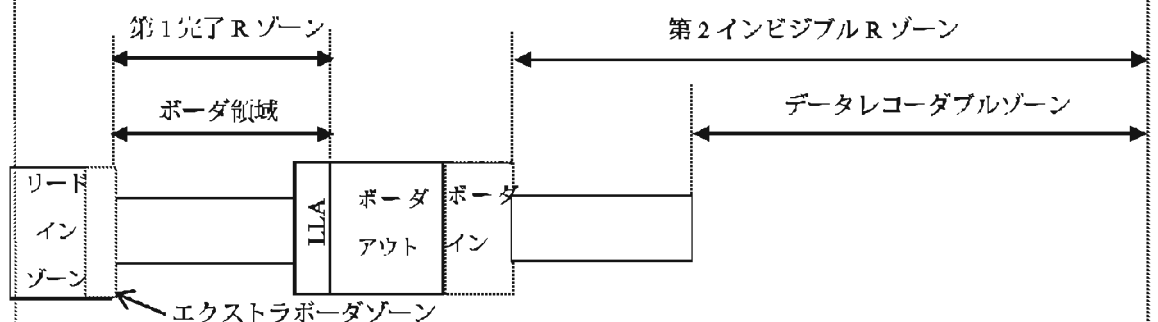 第1完了Rゾーン
第2インビジブルRゾーン
ボーダ領域
データレコーダブルゾーン
リード
イン
ゾーン
LLA
ボーダ
アウト
ボーダ
イン
エクストラボーダゾーン